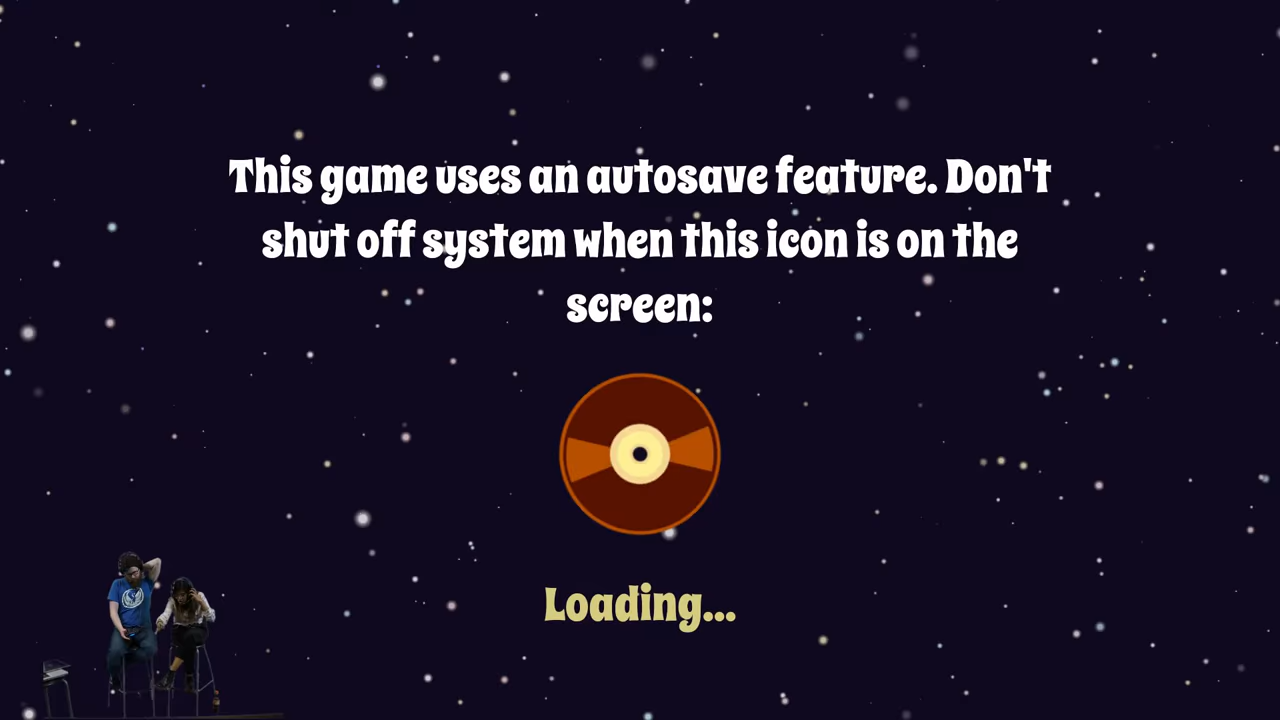 This game uses an autosave feature. Don't
shut off system when this icon is on the
screen:
Loading...